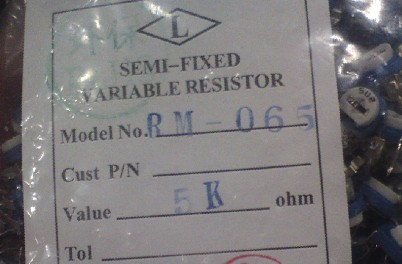 L
SEMI-FIXED
VARIABLE RESISTOR
Model No. RM-065
Cust P/N
Value 5K ohm
Tol